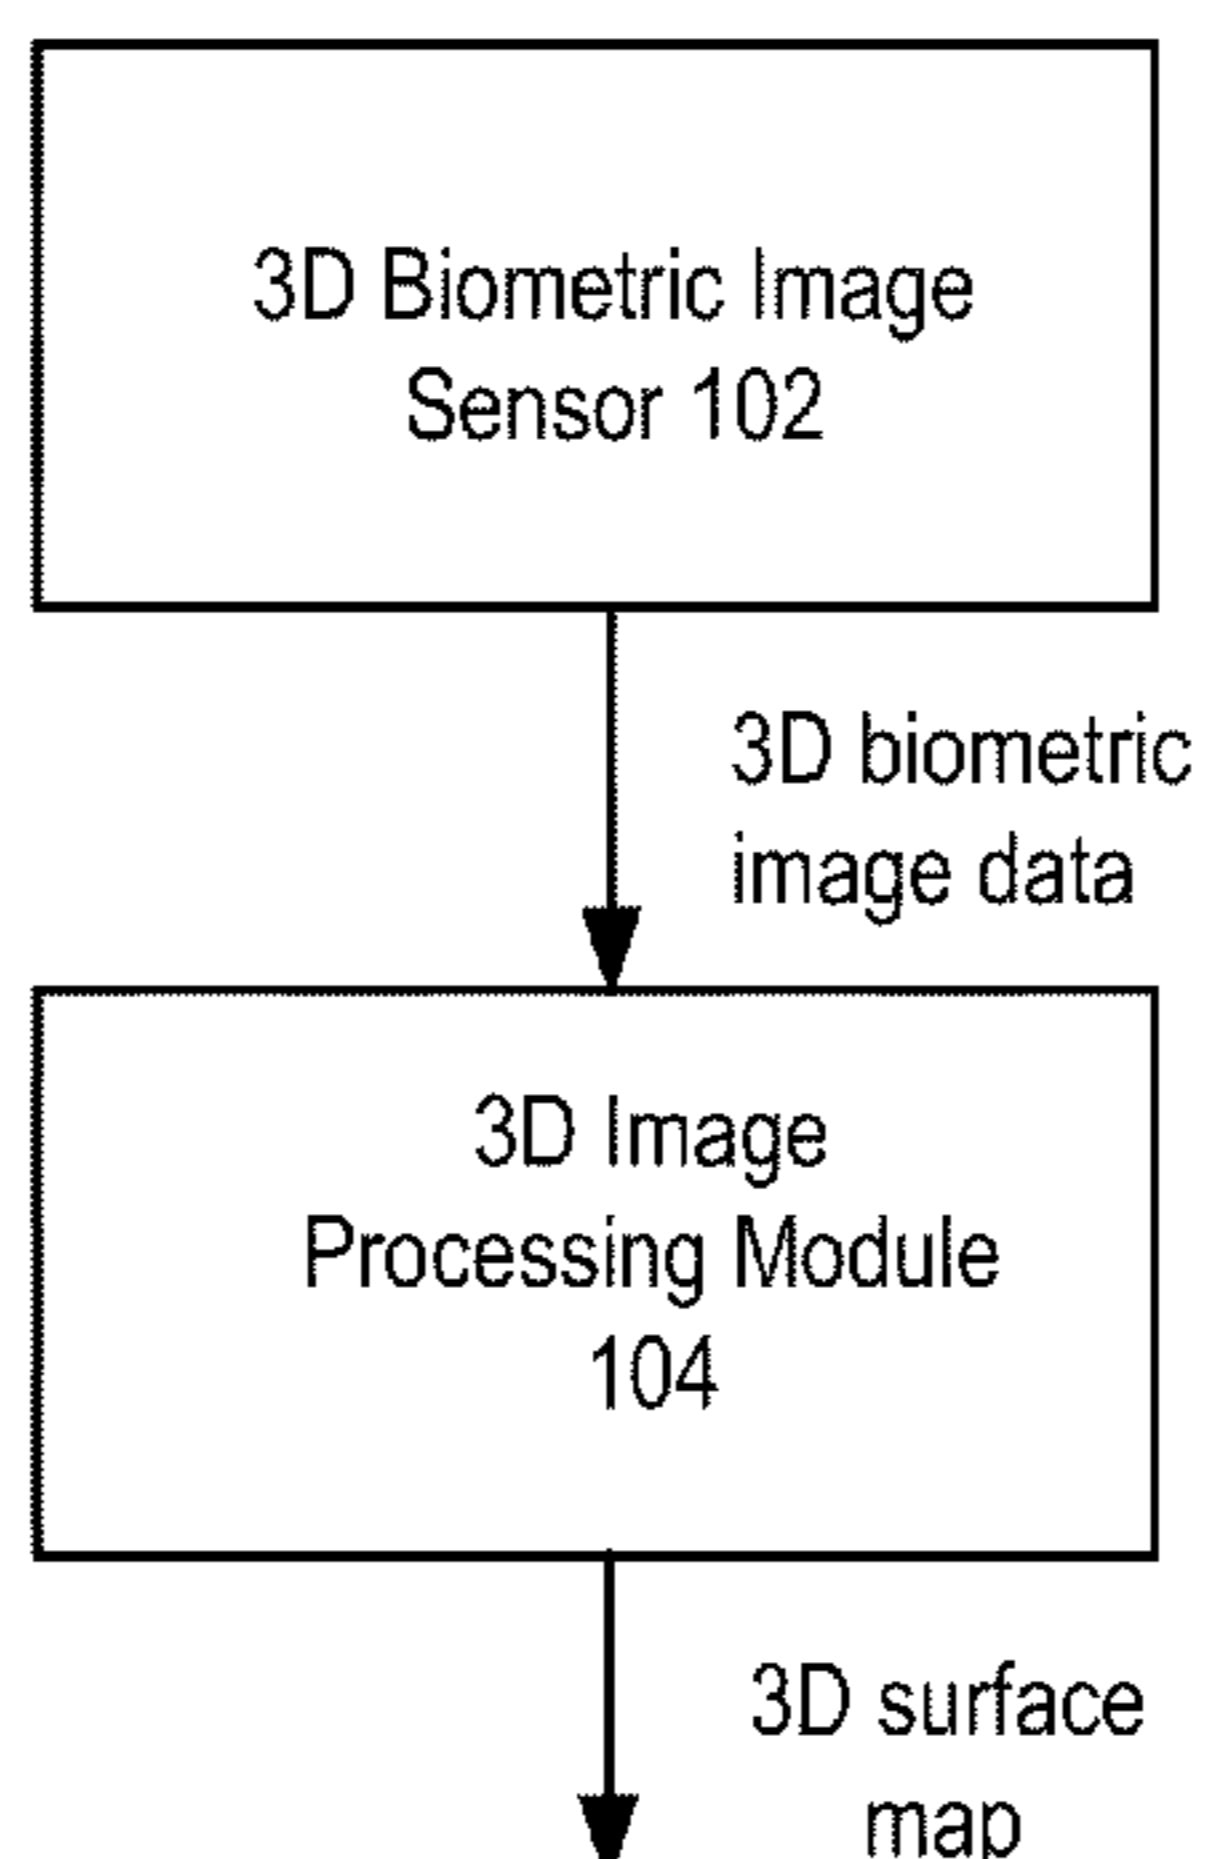 3D Biometric Image
Sensor 102
3D biometric
image data
3D Image
Processing Module
104
3D surface
map